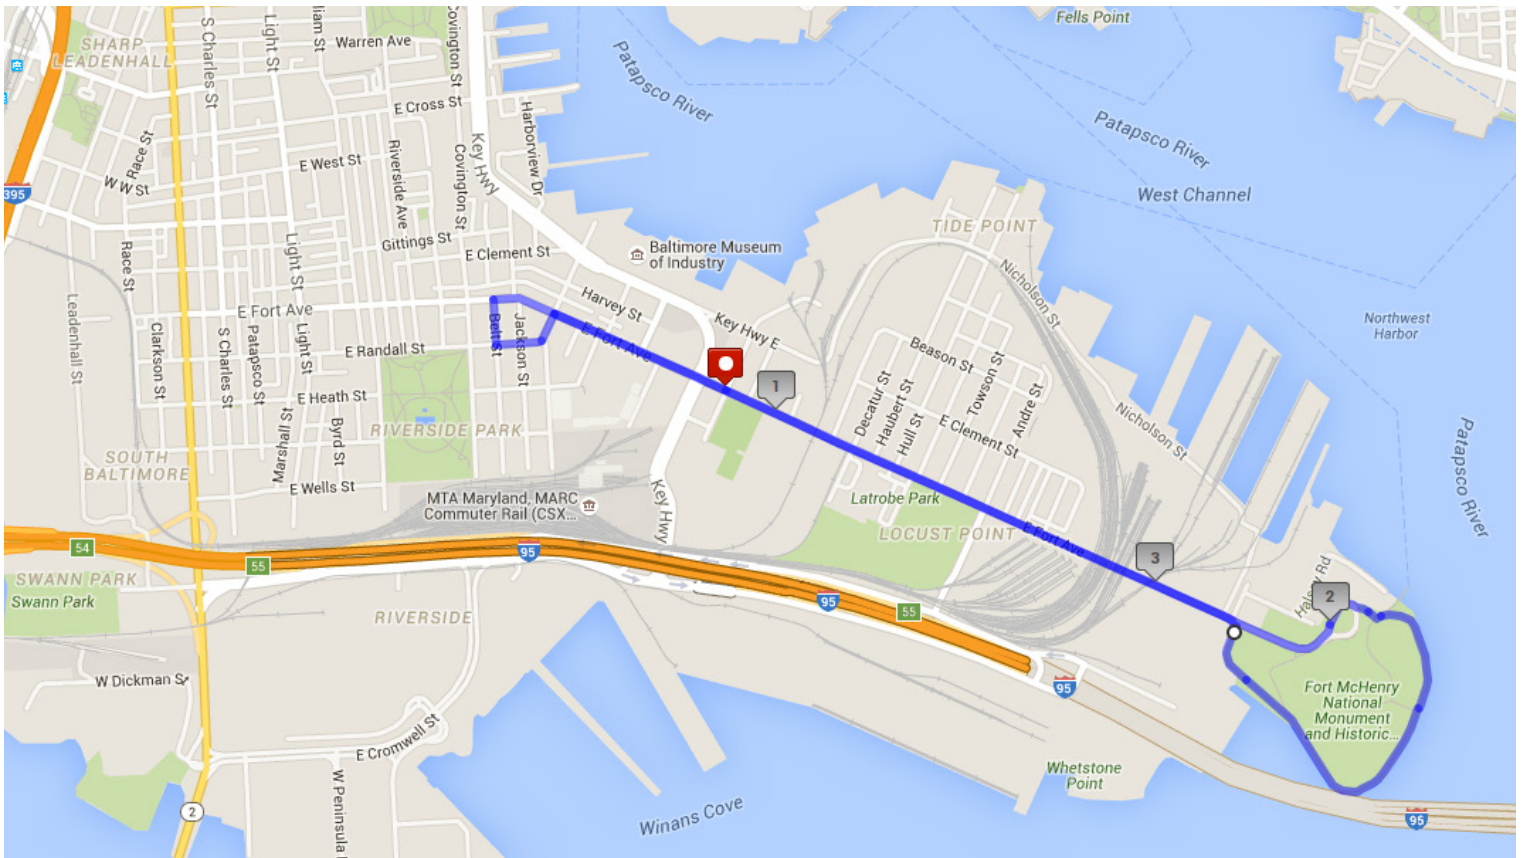 Fells Point
SHARP
LEADENHALL
S Charles St
Light St
liam St
Warren Ave
Covington St
Patapsco River
E Cross St
Key Hwy
Harborview Dr
Patapsco River
Race St
E West St
Riverside Ave
Covington St
W W St
395
West Channel
TIDE POINT
Gittings St
E Clement St
Baltimore Museum
of Industry
Race St
Light St
Nicholson St
Leadenhall St
E Fort Ave
Harvey St
Key Hwy E
Northwest
Harbor
Clarkson St
S Charles St
Patapsco St
Light St
Belt St
Jackson St
E Fort Ave
E Randall St
Beason St
1
Decatur St
Haubert St
Hull St
Towson St
Andre St
E Heath St
Marshall St
Byrd St
RIVERSIDE PARK
E Clement St
Nicholson St
Patapsco River
SOUTH
BALTIMORE
E Wells St
MTA Maryland, MARC
Commuter Rail (CSX...
Key Hwy
Latrobe Park
LOCUST POINT
E Fort Ave
54
55
95
3
SWANN PARK
Swann Park
95
55
2
RIVERSIDE
W Dickman S
95
Fort McHenry
National
Monument
and Historic...
E Cromwell St
W Peninsula
Whetstone
Point
2
Winans Cove
95